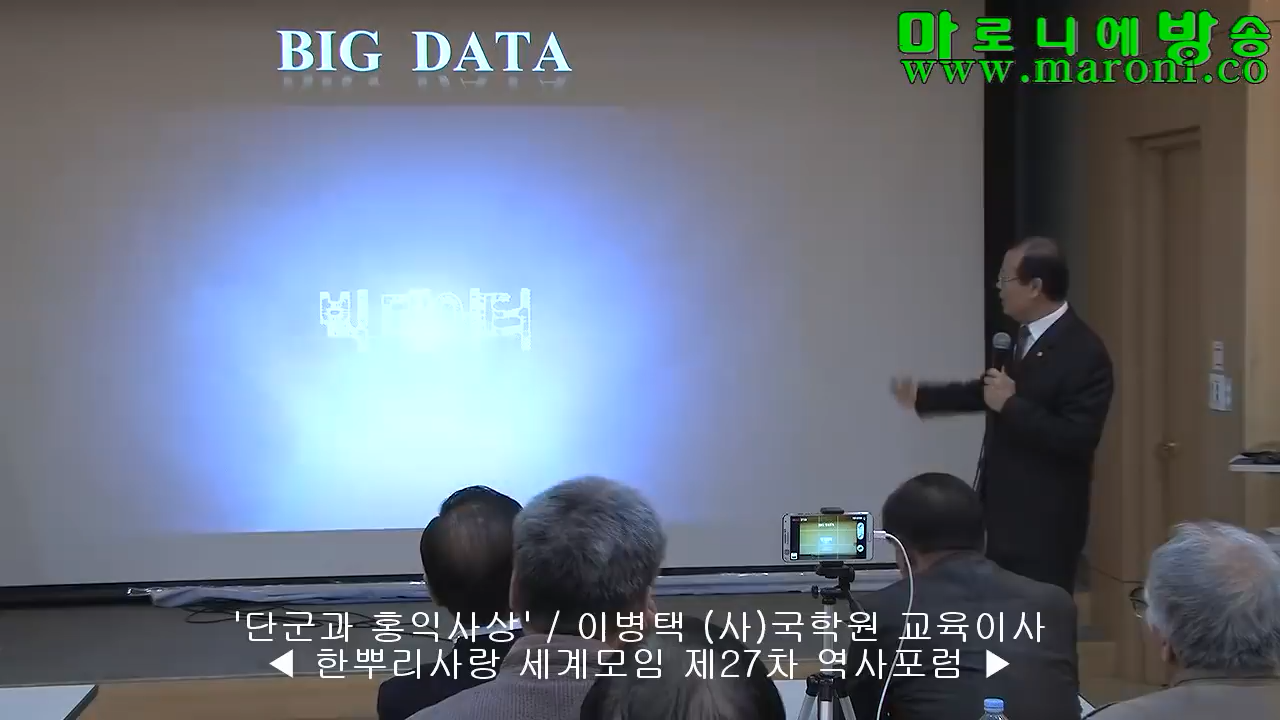 BIG DATA
마로니에방송
www.maroni.co
빅데이터
'단군과 홍익사상' / 이병택 (사)국학원 교육이사
◀ 한뿌리사랑 세계모임 제27차 역사포럼 ▶